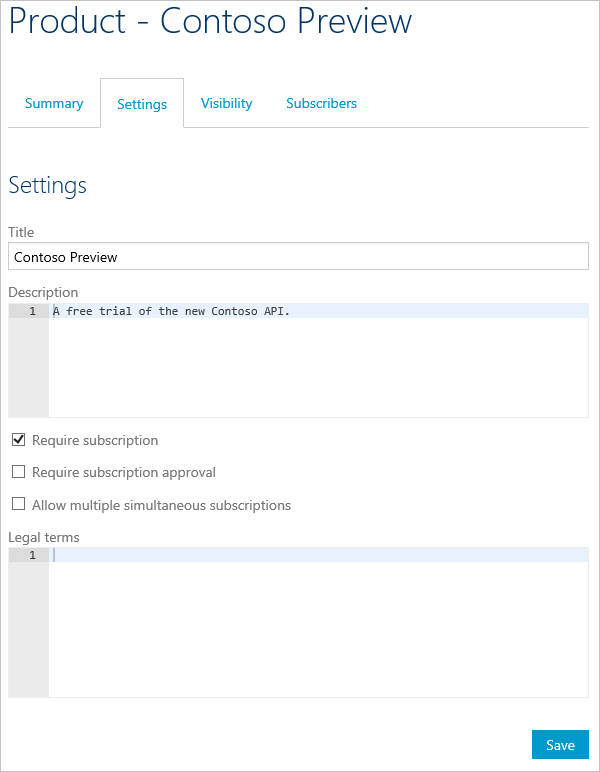 Product - Contoso Preview
Summary Settings Visibility Subscribers
Settings
Title
Contoso Preview
Description
1 A free trial of the new Contoso API.
Require subscription
Require subscription approval
Allow multiple simultaneous subscriptions
Legal terms
1
Save